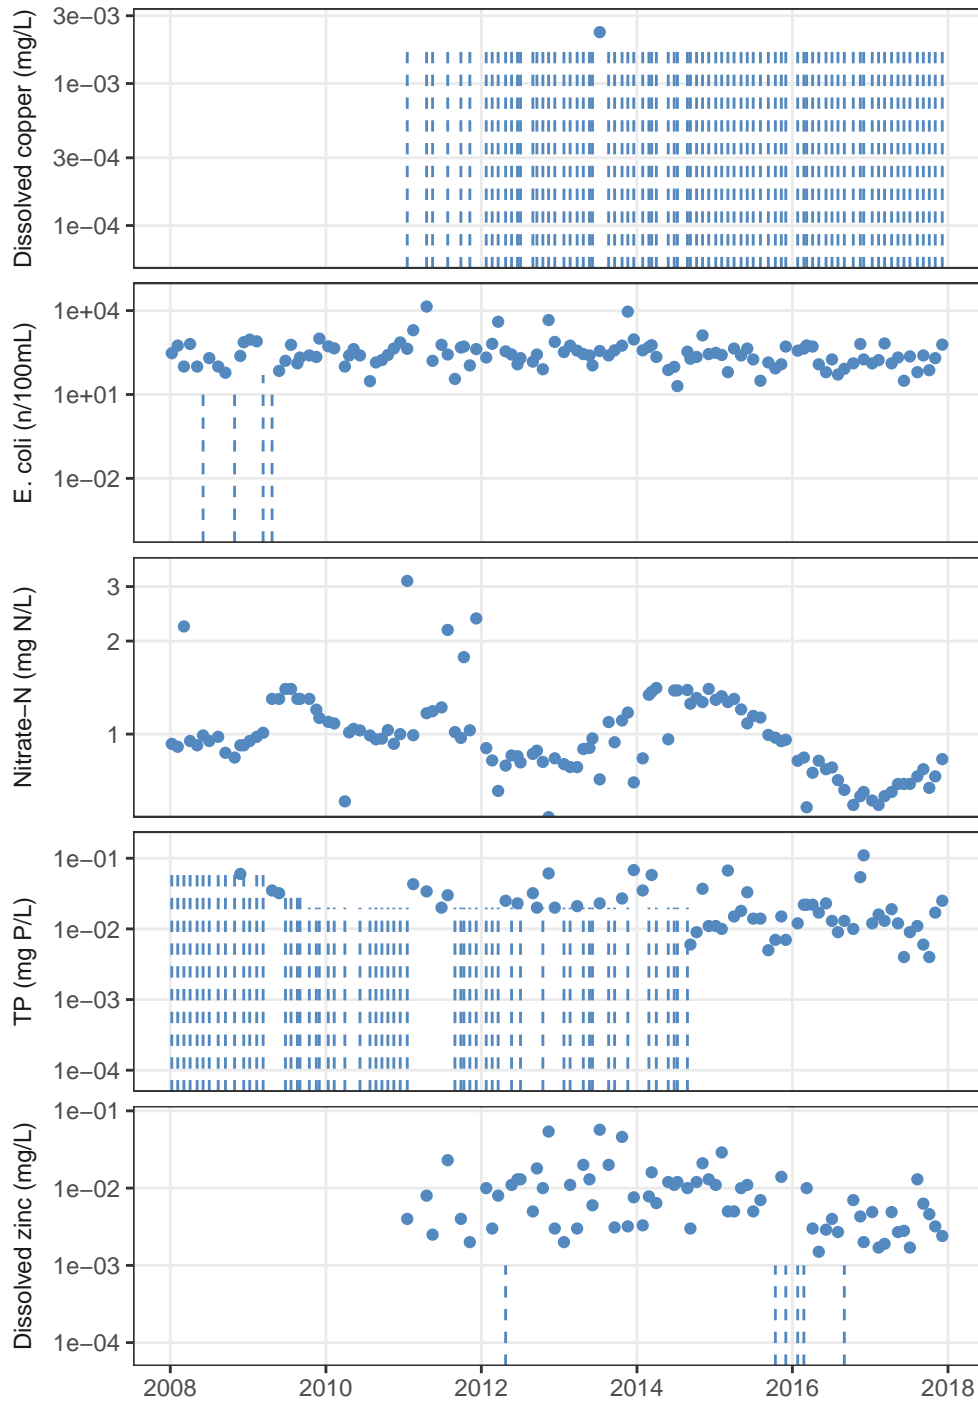 Dissolved copper (mg/L)
3e−03
1e−03
3e−04
1e−04
E. coli (n/100mL)
1e+04
1e+01
1e−02
Nitrate−N (mg N/L)
3
2
1
TP (mg P/L)
1e−01
1e−02
1e−03
1e−04
Dissolved zinc (mg/L)
1e−01
1e−02
1e−03
1e−04
2008 2010 2012 2014 2016 2018